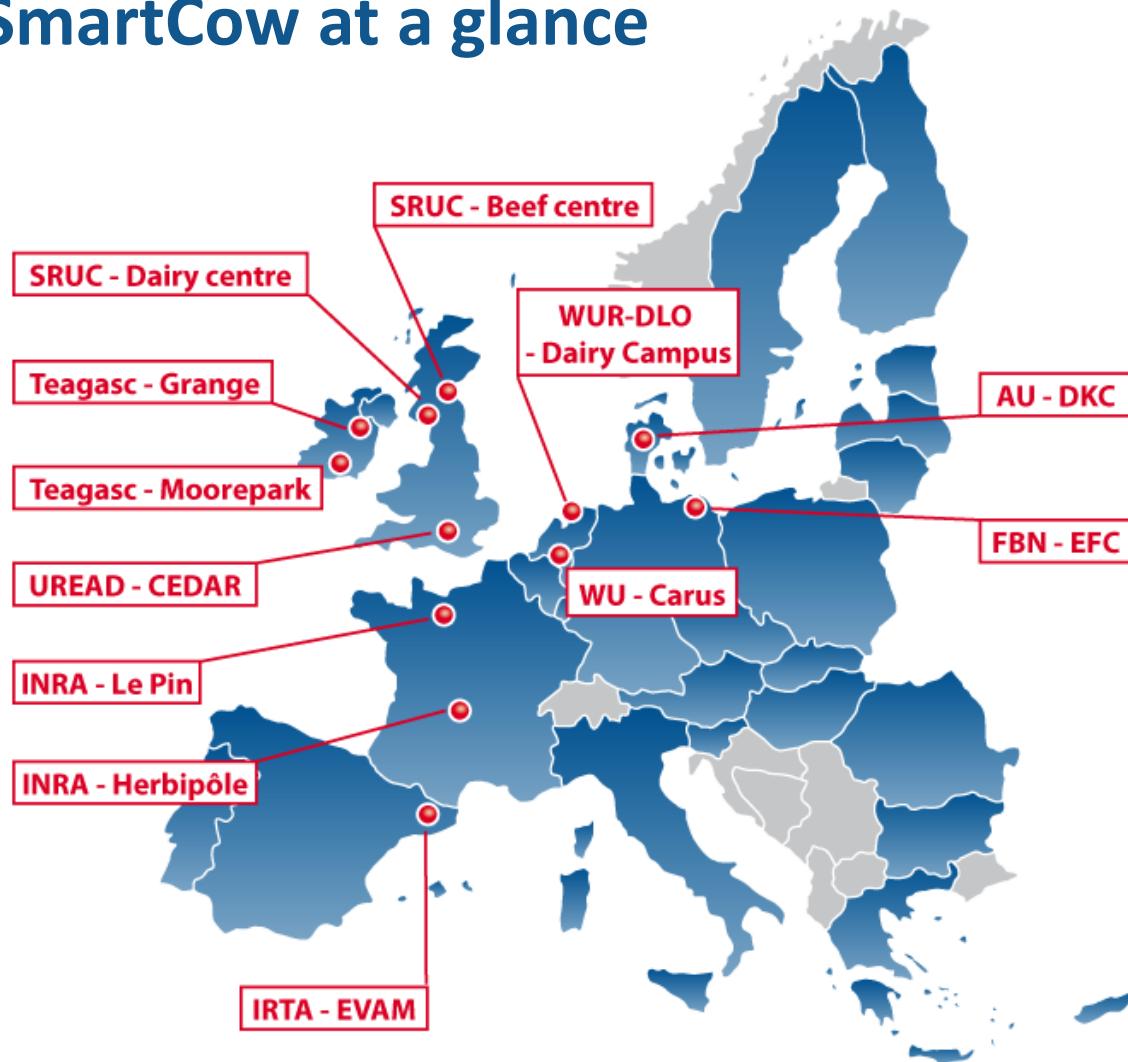 SmartCow at a glance
SRUC - Beef centre
SRUC - Dairy centre
WUR-DLO
- Dairy Campus
Teagasc - Grange
AU - DKC
Teagasc - Moorepark
FBN - EFC
UREAD - CEDAR
WU - Carus
INRA - Le Pin
INRA - Herbipôle
IRTA - EVAM